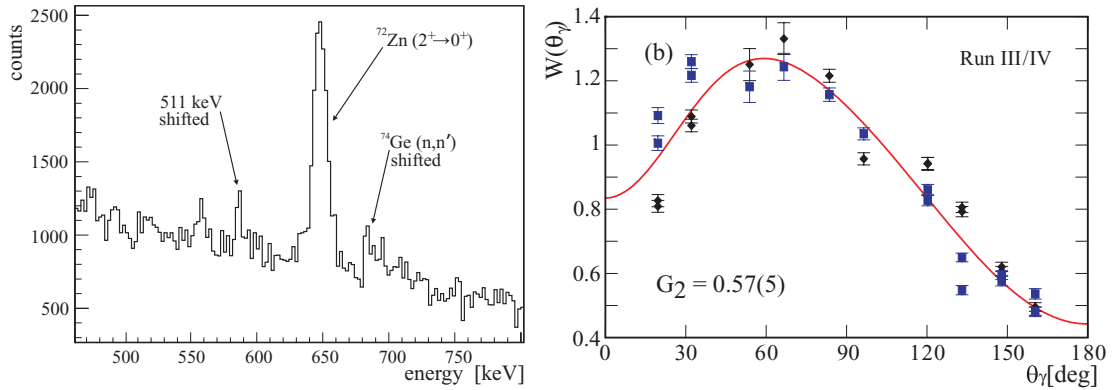 counts
2500
2000
1500
1000
500
500
550
600
650
700
750
energy [keV]
⁷²Zn (2⁺→0⁺)
511 keV
shifted
⁷⁴Ge (n,n′)
shifted
W(θγ)
1.4
1.2
1
0.8
0.6
0.4
0
30
60
90
120
150
180
θγ[deg]
(b)
Run III/IV
G₂ = 0.57(5)